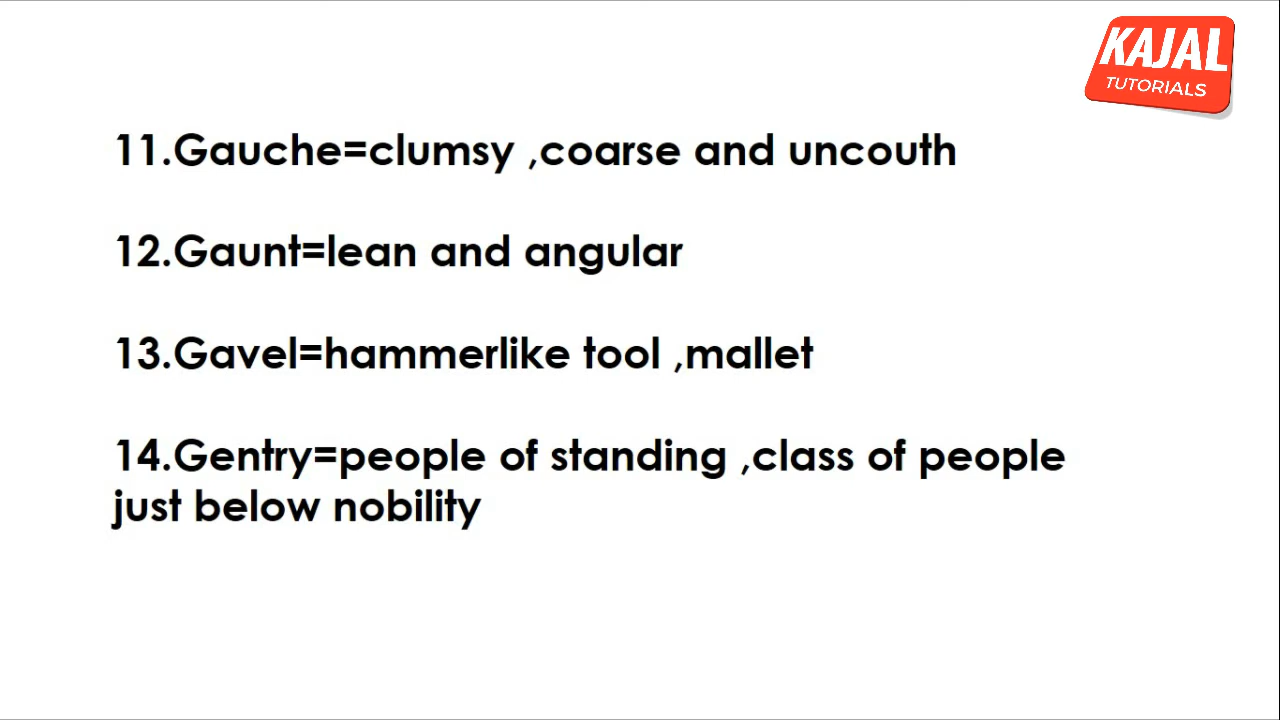 KAJAL
TUTORIALS
11.Gauche=clumsy ,coarse and uncouth
12.Gaunt=lean and angular
13.Gavel=hammerlike tool ,mallet
14.Gentry=people of standing ,class of people
just below nobility